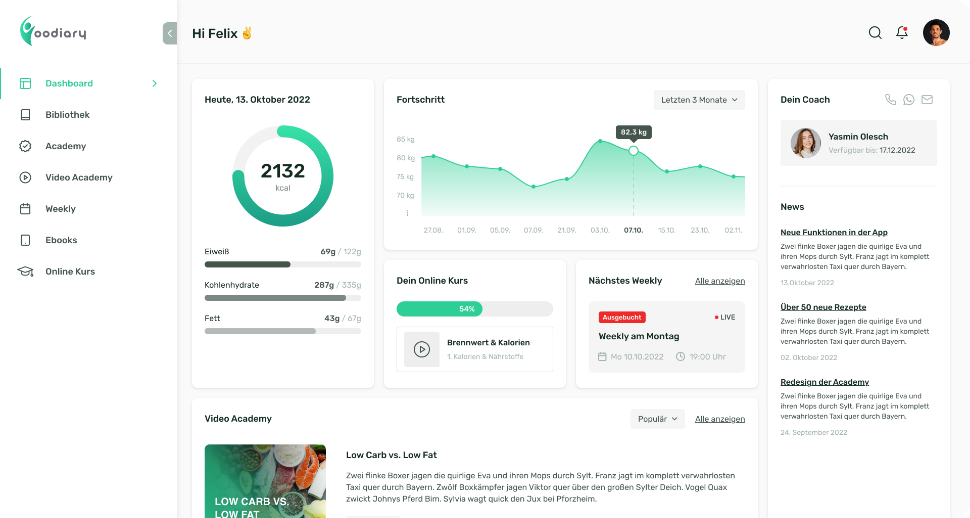 Foodiary
Hi Felix ✌
Dashboard
Bibliothek
Academy
Video Academy
Weekly
Ebooks
Online Kurs
Heute, 13. Oktober 2022
2132
kcal
Eiweiß 69g / 122g
Kohlenhydrate 287g / 335g
Fett 43g / 67g
Fortschritt
Letzten 3 Monate
82,3 kg
85 kg
80 kg
75 kg
70 kg
27.08. 01.09. 05.09. 07.09. 21.09. 03.10. 07.10. 15.10. 23.10. 02.11.
Dein Online Kurs
54%
Brennwert & Kalorien
1. Kalorien & Nährstoffe
Nächstes Weekly Alle anzeigen
Ausgebucht LIVE
Weekly am Montag
Mo 10.10.2022 19:00 Uhr
Video Academy Populär Alle anzeigen
LOW CARB VS.
LOW FAT
Low Carb vs. Low Fat
Zwei flinke Boxer jagen die quirlige Eva und ihren Mops durch Sylt. Franz jagt im komplett verwahrlosten
Taxi quer durch Bayern. Zwölf Boxkämpfer jagen Viktor quer über den großen Sylter Deich. Vogel Quax
zwickt Johnys Pferd Bim. Sylvia wagt quick den Jux bei Pforzheim.
Dein Coach
Yasmin Olesch
Verfügbar bis: 17.12.2022
News
Neue Funktionen in der App
Zwei flinke Boxer jagen die quirlige Eva und
ihren Mops durch Sylt. Franz jagt im komplett
verwahrlosten Taxi quer durch Bayern.
13.Oktober 2022
Über 50 neue Rezepte
Zwei flinke Boxer jagen die quirlige Eva und
ihren Mops durch Sylt. Franz jagt im komplett
verwahrlosten Taxi quer durch Bayern.
02. Oktober 2022
Redesign der Academy
Zwei flinke Boxer jagen die quirlige Eva und
ihren Mops durch Sylt. Franz jagt im komplett
verwahrlosten Taxi quer durch Bayern.
24. September 2022